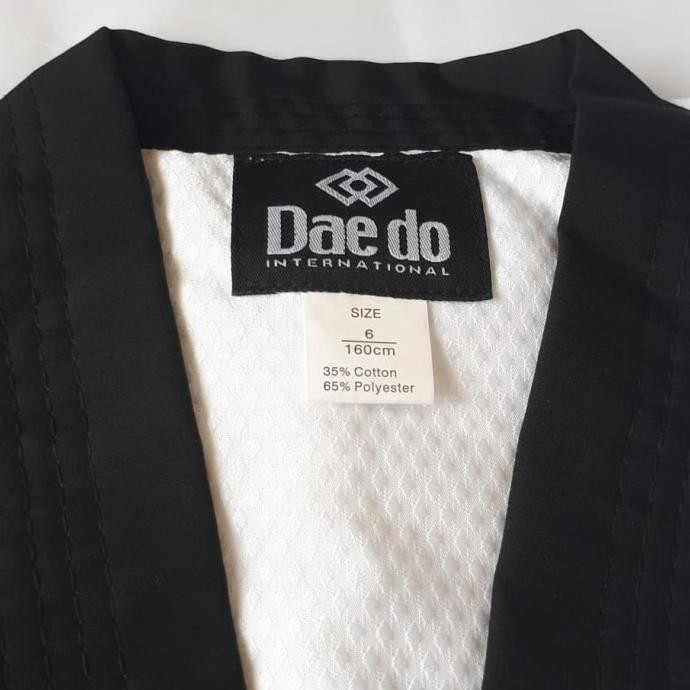 Dae do
INTERNATIONAL
SIZE
6
160cm
35% Cotton
65% Polyester